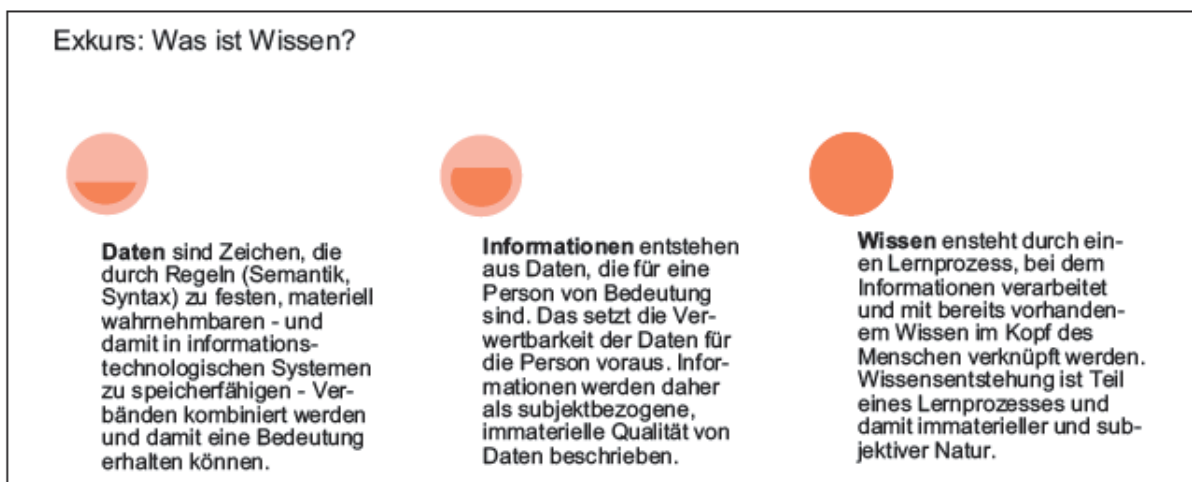 Exkurs: Was ist Wissen?
Daten sind Zeichen, die
durch Regeln (Semantik,
Syntax) zu festen, materiell
wahrnehmbaren - und
damit in informations-
technologischen Systemen
zu speicherfähigen - Ver-
bänden kombiniert werden
und damit eine Bedeutung
erhalten können.
Informationen entstehen
aus Daten, die für eine
Person von Bedeutung
sind. Das setzt die Ver-
wertbarkeit der Daten für
die Person voraus. Infor-
mationen werden daher
als subjektbezogene,
immaterielle Qualität von
Daten beschrieben.
Wissen ensteht durch ein-
en Lernprozess, bei dem
Informationen verarbeitet
und mit bereits vorhanden-
em Wissen im Kopf des
Menschen verknüpft werden.
Wissensentstehung ist Teil
eines Lernprozesses und
damit immaterieller und sub-
jektiver Natur.